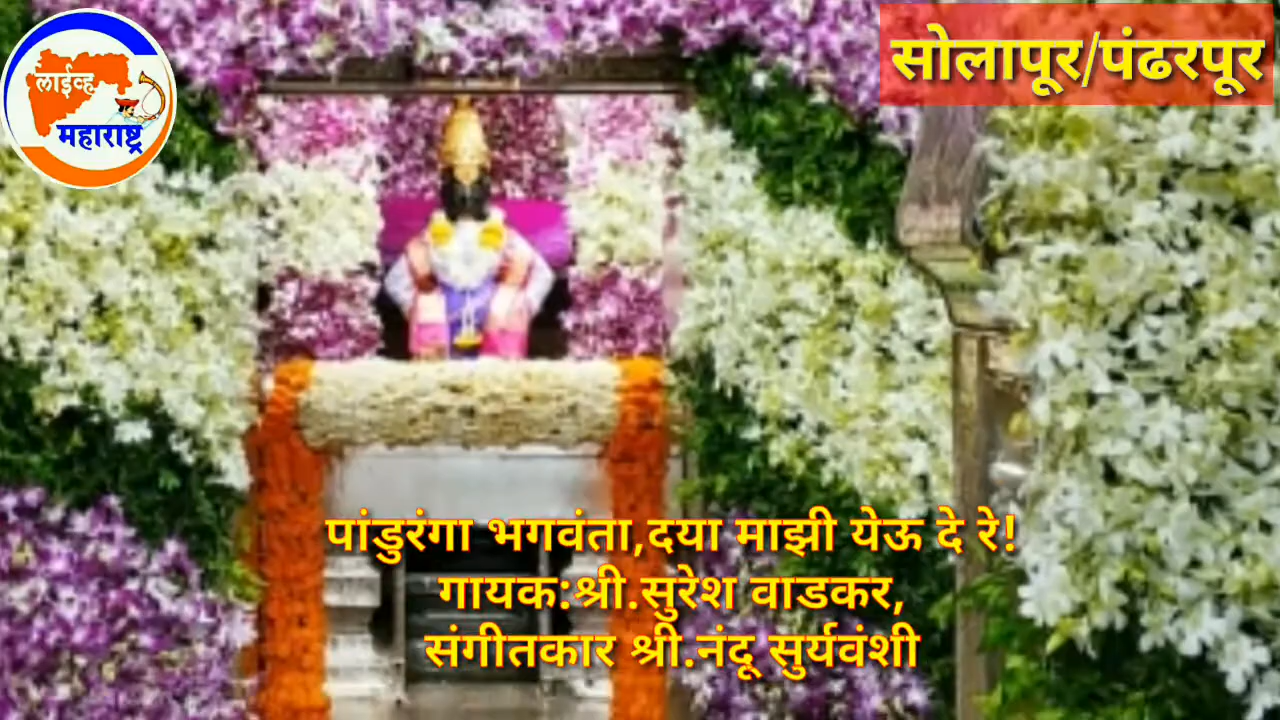 लाईव्ह
महाराष्ट्र
सोलापूर/पंढरपूर
पांडुरंगा भगवंता,दया माझी येऊ दे रे!
गायक:श्री.सुरेश वाडकर,
संगीतकार श्री.नंदू सुर्यवंशी